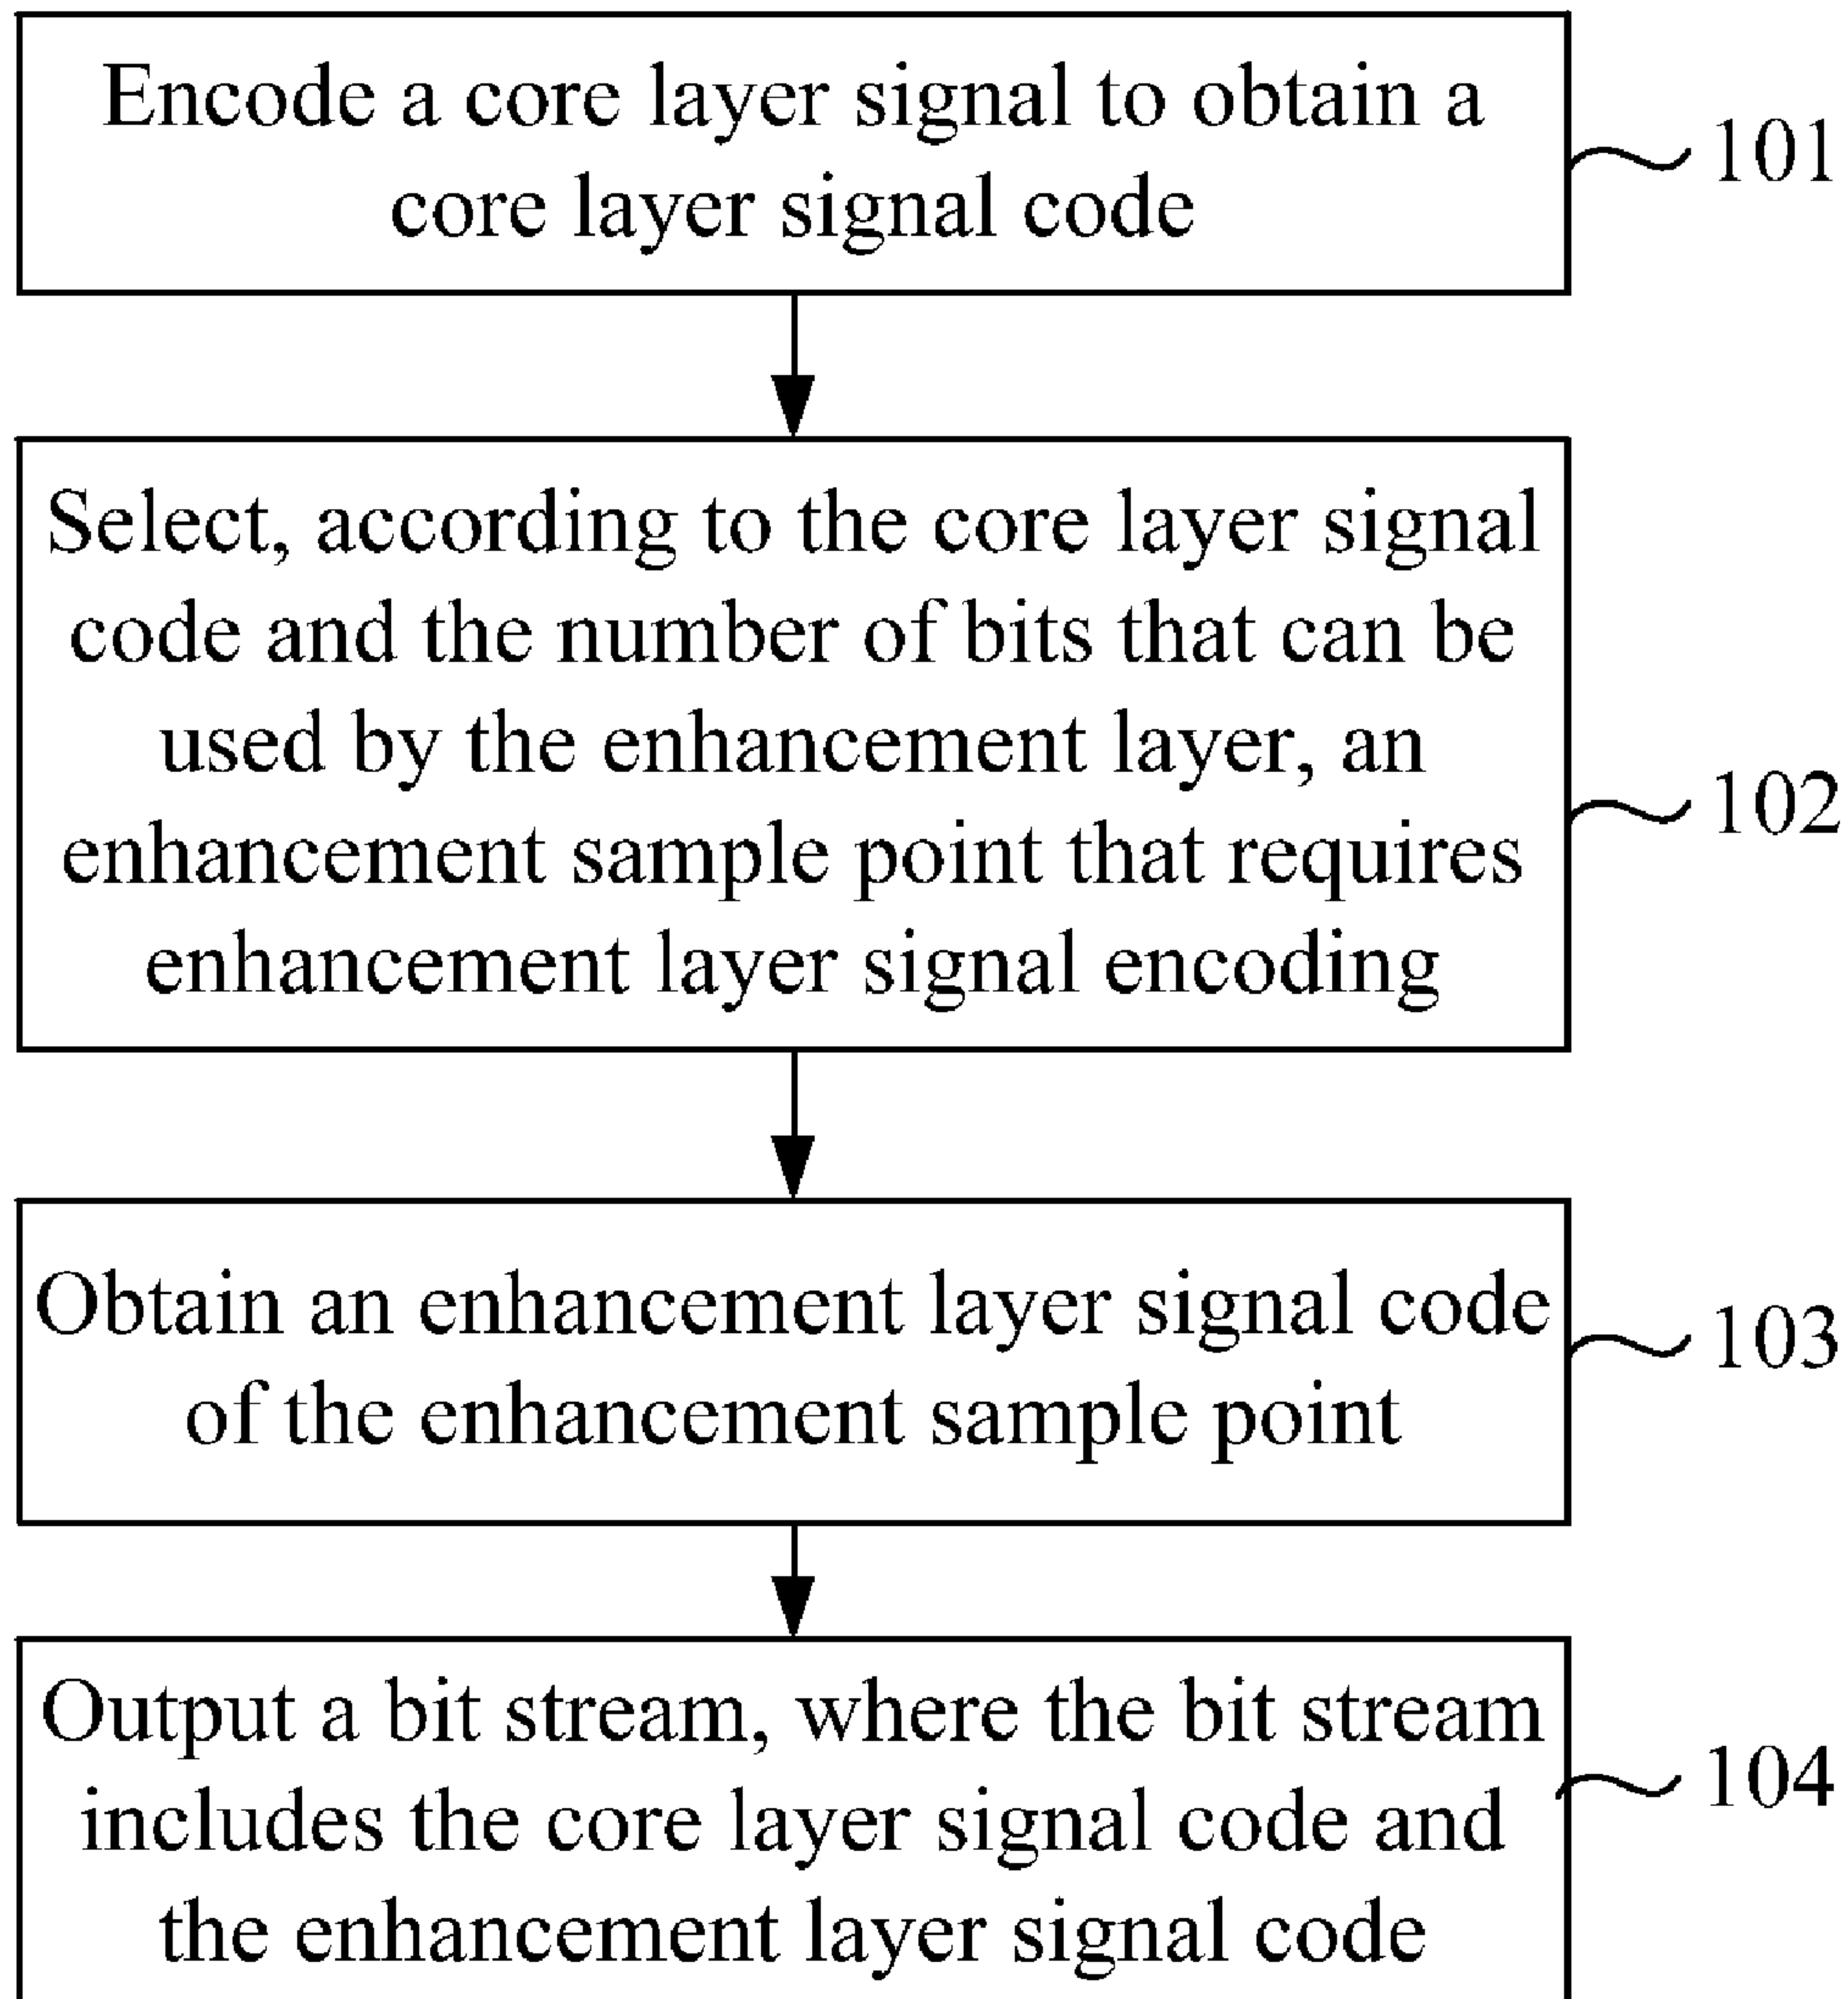 Encode a core layer signal to obtain a
core layer signal code
101
Select, according to the core layer signal
code and the number of bits that can be
used by the enhancement layer, an
enhancement sample point that requires
enhancement layer signal encoding
102
Obtain an enhancement layer signal code
of the enhancement sample point
103
Output a bit stream, where the bit stream
includes the core layer signal code and
the enhancement layer signal code
104